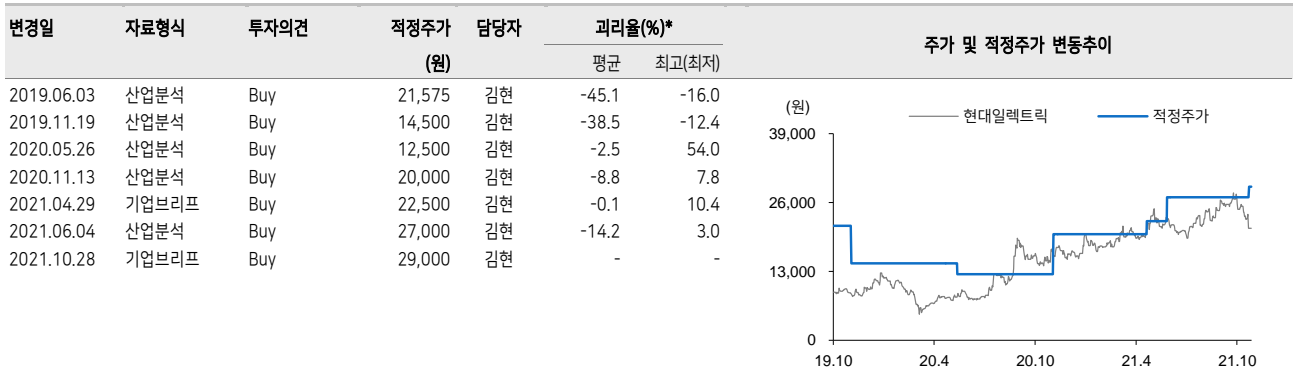 변경일 자료형식 투자의견 적정주가 담당자 괴리율(%)* 주가 및 적정주가 변동추이
(원) 평균 최고(최저)
2019.06.03 산업분석 Buy 21,575 김현 -45.1 -16.0
2019.11.19 산업분석 Buy 14,500 김현 -38.5 -12.4
2020.05.26 산업분석 Buy 12,500 김현 -2.5 54.0
2020.11.13 산업분석 Buy 20,000 김현 -8.8 7.8
2021.04.29 기업브리프 Buy 22,500 김현 -0.1 10.4
2021.06.04 산업분석 Buy 27,000 김현 -14.2 3.0
2021.10.28 기업브리프 Buy 29,000 김현 - -
(원) 현대일렉트릭 적정주가
39,000
26,000
13,000
0
19.10 20.4 20.10 21.4 21.10